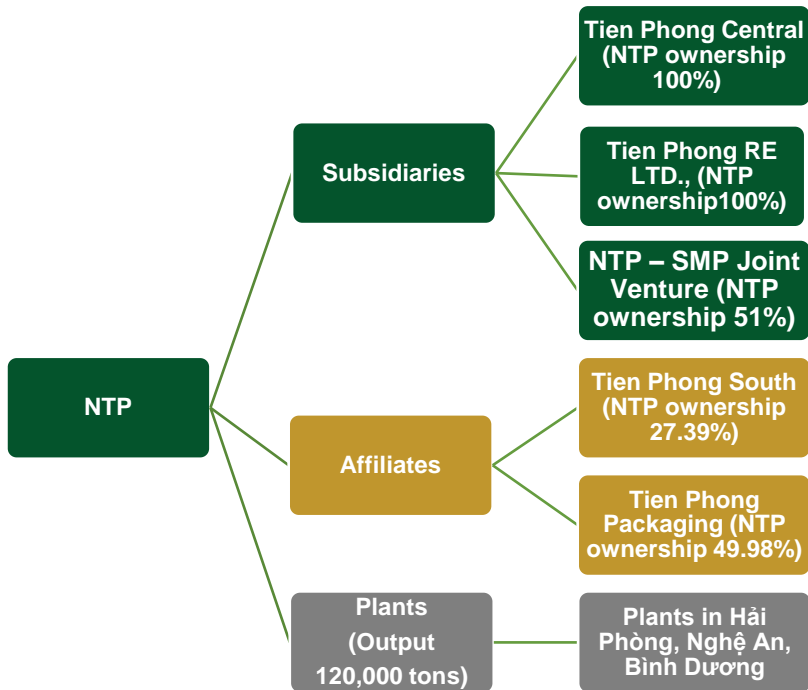 Tien Phong Central
(NTP ownership
100%)
Subsidiaries
Tien Phong RE
LTD., (NTP
ownership100%)
NTP – SMP Joint
Venture (NTP
ownership 51%)
NTP
Tien Phong South
(NTP ownership
27.39%)
Affiliates
Tien Phong
Packaging (NTP
ownership 49.98%)
Plants
(Output
120,000 tons)
Plants in Hải
Phòng, Nghệ An,
Bình Dương